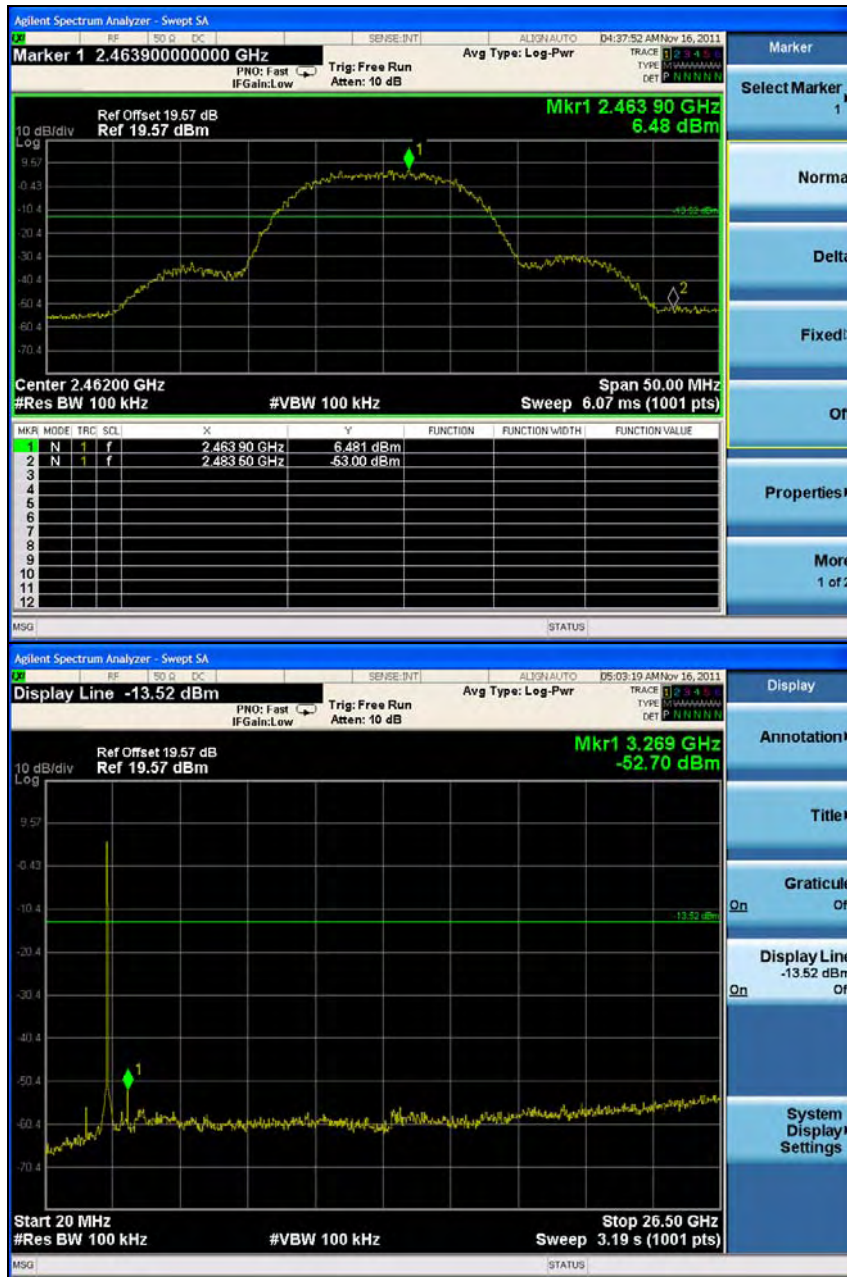 Agilent Spectrum Analyzer - Swept SA
RF 50 Ω DC SENSE:INT ALIGNAUTO 04:37:52 AM Nov 16, 2011
Marker 1 2.463900000000 GHz
PNO: Fast
IFGain:Low
Trig: Free Run
Atten: 10 dB
Avg Type: Log-Pwr
TRACE 1 2 3 4 5 6
TYPE M
DET P N N N N N
Mkr1 2.463 90 GHz
6.48 dBm
Ref Offset 19.57 dB
Ref 19.57 dBm
10 dB/div
Log
9.57
-0.43
-10.4
-20.4
-30.4
-40.4
-50.4
-60.4
-70.4
1
-13.52 dBm
2
Center 2.46200 GHz
Span 50.00 MHz
#Res BW 100 kHz
#VBW 100 kHz
Sweep 6.07 ms (1001 pts)
MKR MODE TRC SCL X Y FUNCTION FUNCTION WIDTH FUNCTION VALUE
1 N 1 f 2.463 90 GHz 6.481 dBm
2 N 1 f 2.483 50 GHz -53.00 dBm
3
4
5
6
7
8
9
10
11
12
MSG
STATUS
Marker
Select Marker
1
Norma
Delta
Fixed
Of
Properties
More
1 of 2
Agilent Spectrum Analyzer - Swept SA
RF 50 Ω DC SENSE:INT ALIGNAUTO 05:03:19 AM Nov 16, 2011
Display Line -13.52 dBm
PNO: Fast
IFGain:Low
Trig: Free Run
Atten: 10 dB
Avg Type: Log-Pwr
TRACE 1 2 3 4 5 6
TYPE M
DET P N N N N N
Mkr1 3.269 GHz
-52.70 dBm
Ref Offset 19.57 dB
Ref 19.57 dBm
10 dB/div
Log
9.57
-0.43
-10.4
-20.4
-30.4
-40.4
-50.4
-60.4
-70.4
-13.52 dBm
1
Start 20 MHz
Stop 26.50 GHz
#Res BW 100 kHz
#VBW 100 kHz
Sweep 3.19 s (1001 pts)
MSG
STATUS
Display
Annotation
Title
Graticule
On Of
Display Line
-13.52 dBm
On Of
System
Display
Settings